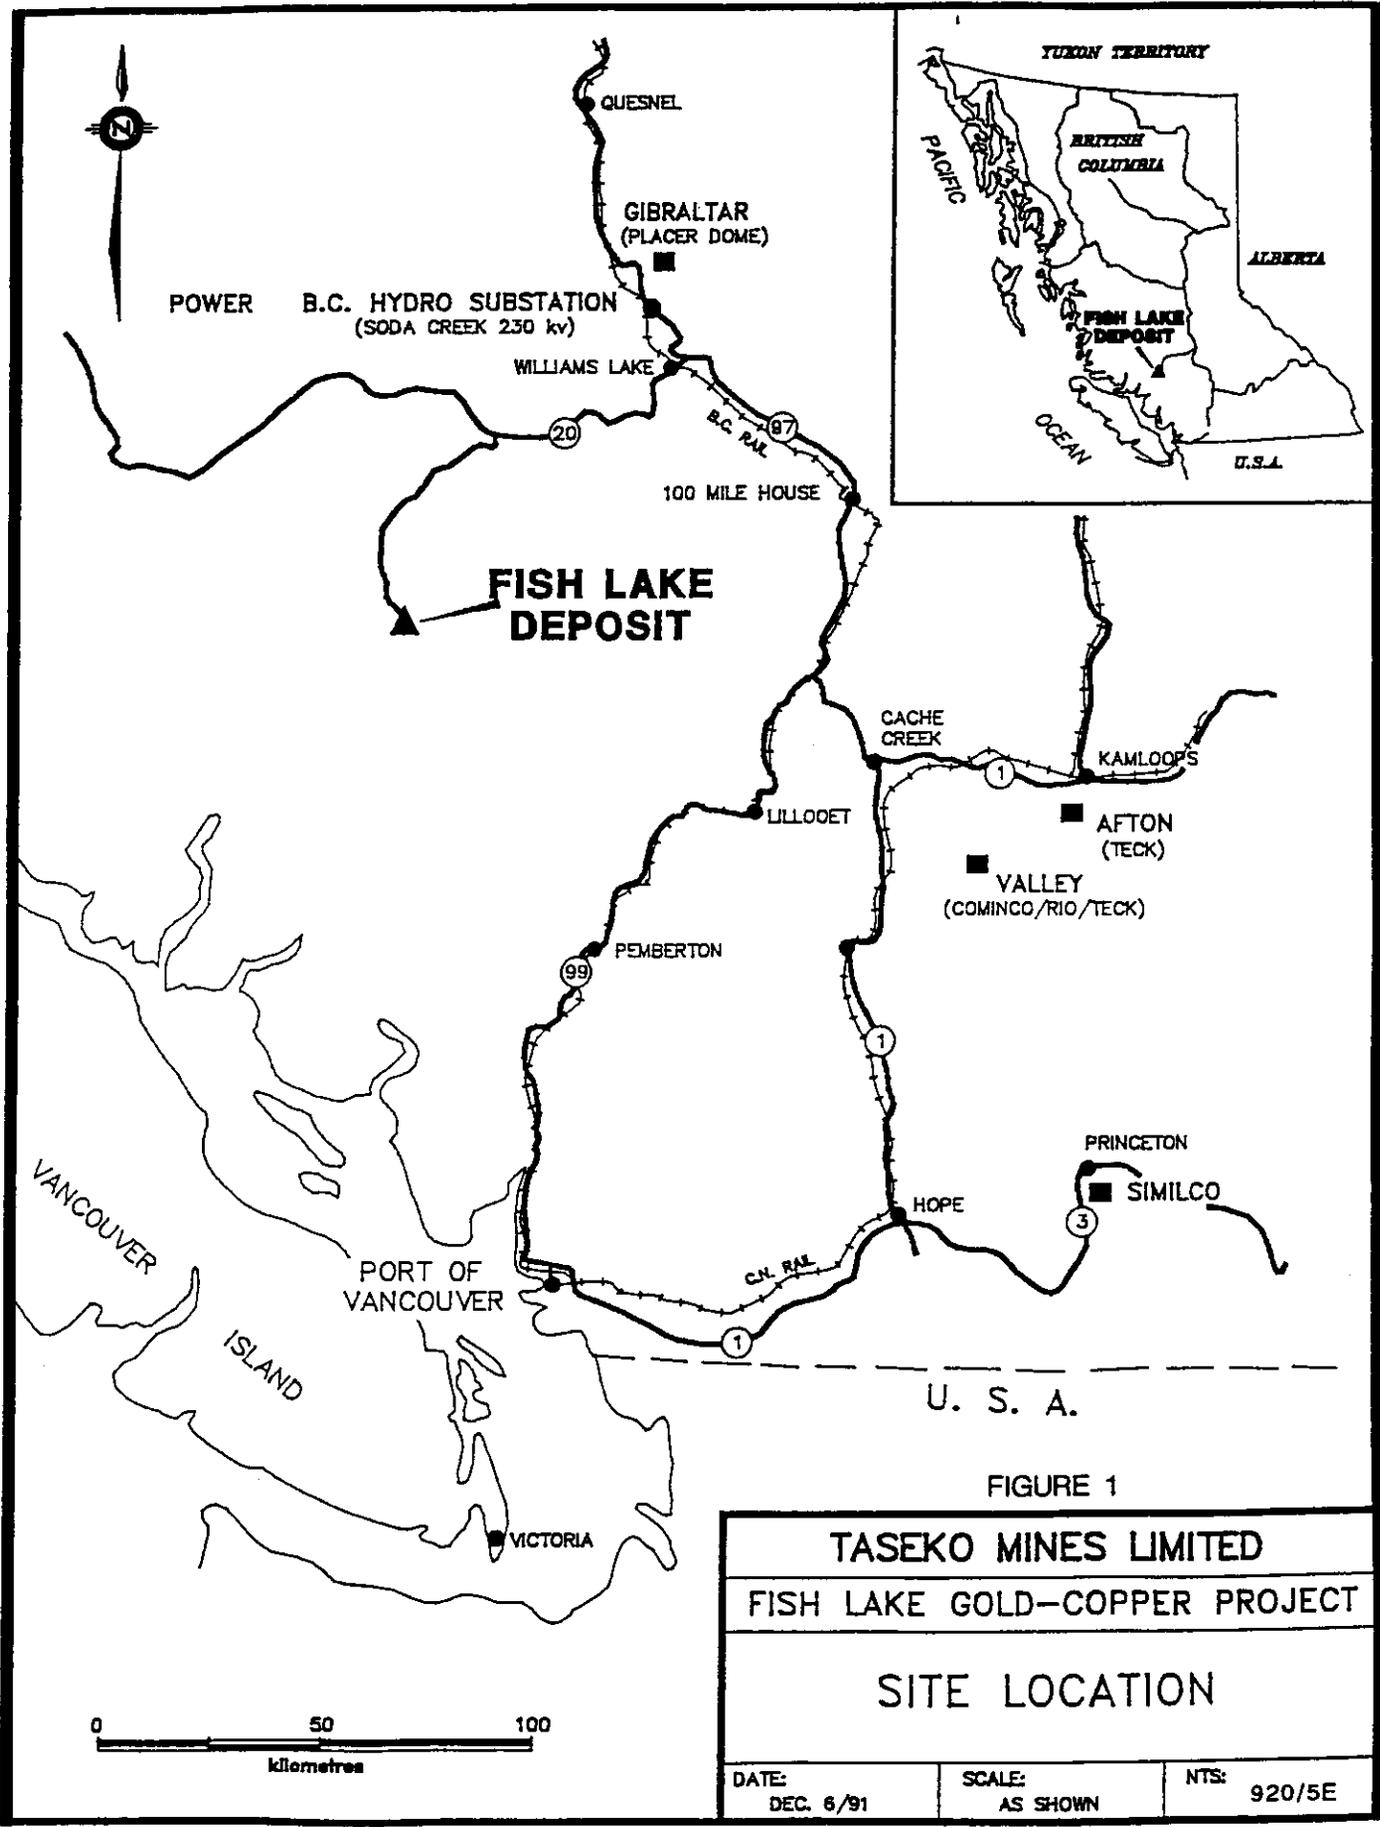 YUKON TERRITORY
PACIFIC
BRITISH
COLUMBIA
ALBERTA
FISH LAKE
DEPOSIT
OCEAN
U.S.A.
N
QUESNEL
GIBRALTAR
(PLACER DOME)
POWER B.C. HYDRO SUBSTATION
(SODA CREEK 230 kv)
WILLIAMS LAKE
20
B.C. RAIL
97
100 MILE HOUSE
FISH LAKE
DEPOSIT
CACHE
CREEK
1
KAMLOOPS
LILLOOET
AFTON
(TECK)
VALLEY
(COMINCO/RIO/TECK)
PEMBERTON
99
1
PRINCETON
SIMILCO
3
HOPE
VANCOUVER
ISLAND
PORT OF
VANCOUVER
C.N. RAIL
1
U. S. A.
VICTORIA
FIGURE 1
TASEKO MINES LIMITED
FISH LAKE GOLD-COPPER PROJECT
SITE LOCATION
0 50 100
kilometres
DATE:
DEC. 6/91
SCALE:
AS SHOWN
NTS:
920/5E